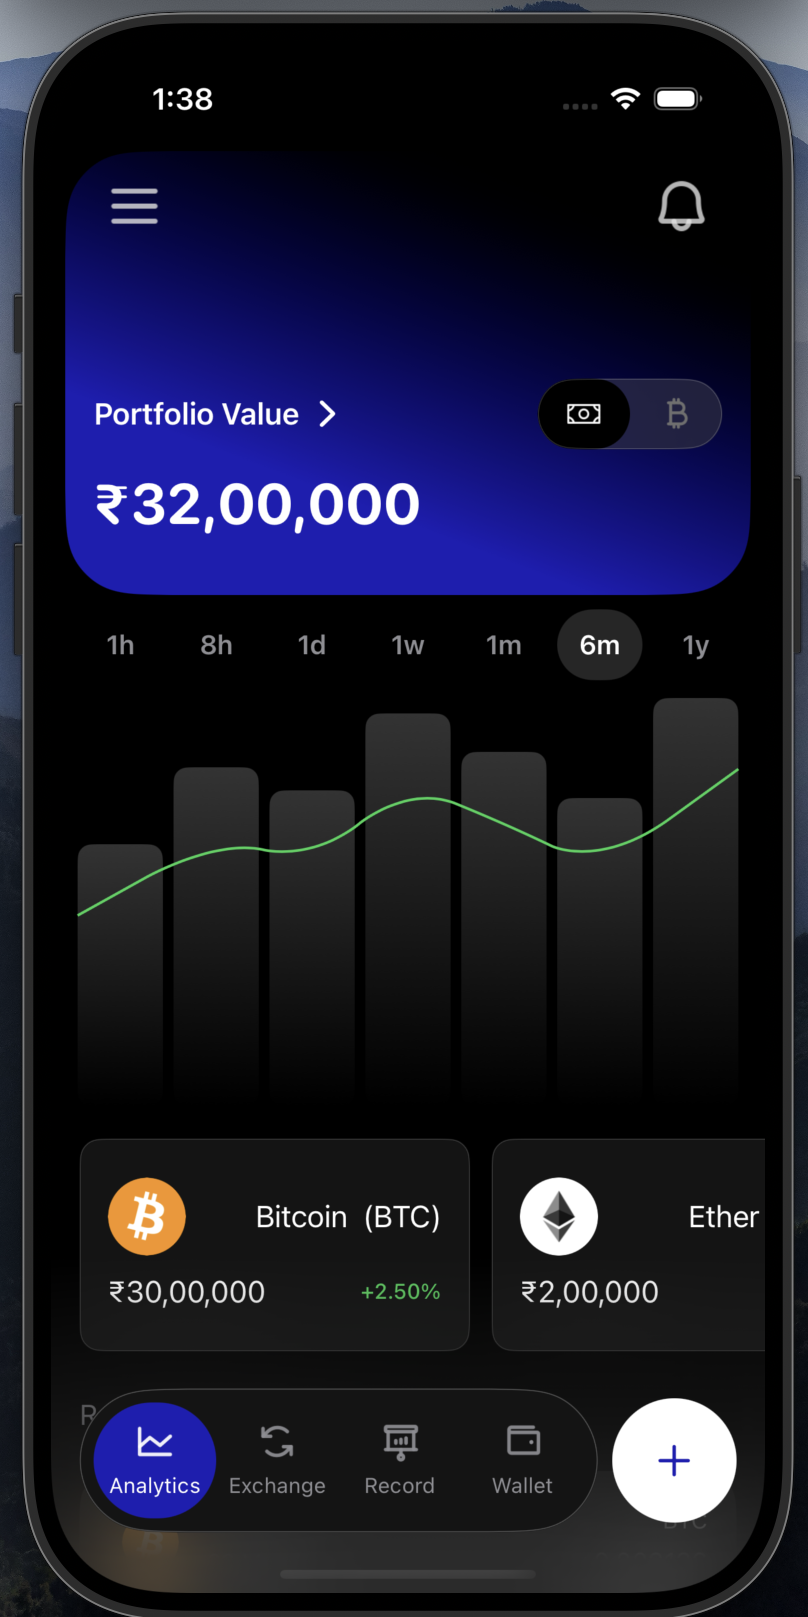 1:38
Portfolio Value
₹32,00,000
1h 8h 1d 1w 1m 6m 1y
Bitcoin (BTC)
Ether
₹30,00,000 +2.50%
₹2,00,000
R
Analytics Exchange Record Wallet
BTC